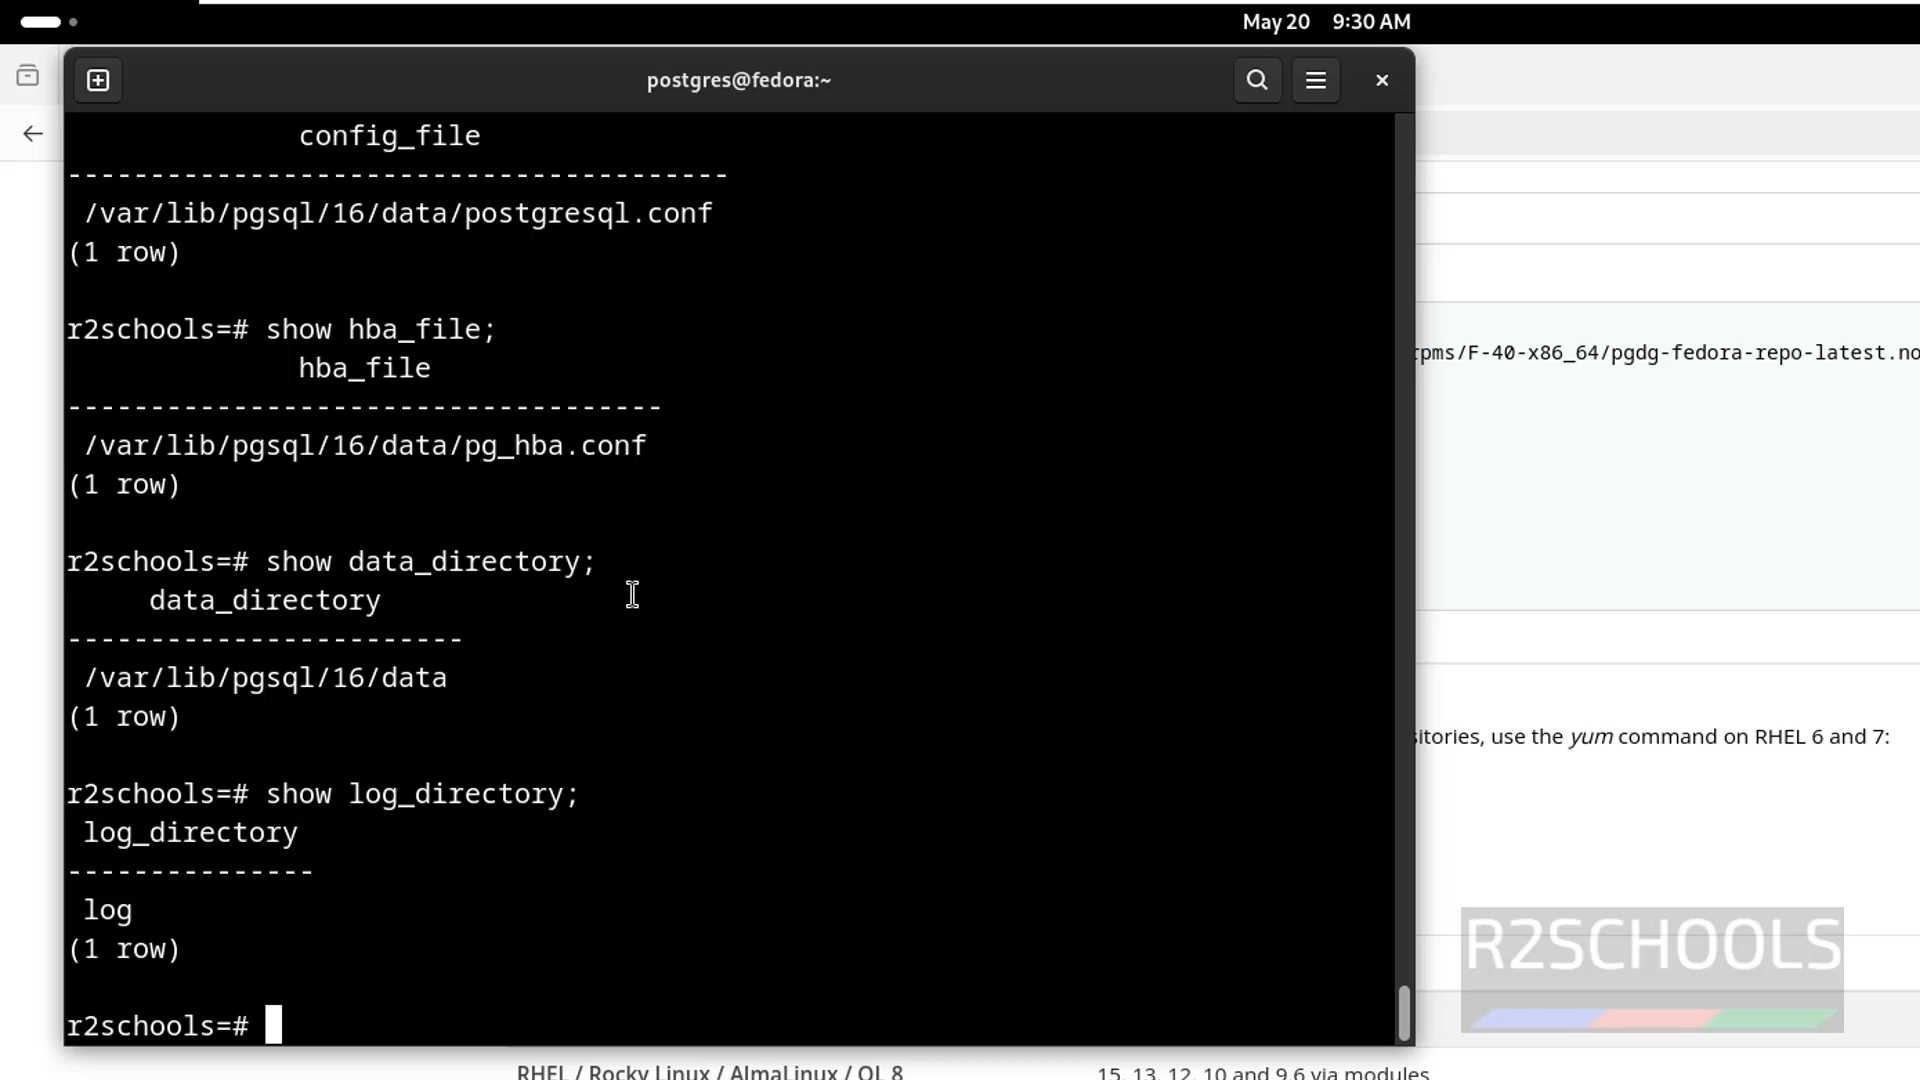 May 20 9:30 AM
postgres@fedora:~
config_file
----------------------------------------
/var/lib/pgsql/16/data/postgresql.conf
(1 row)
r2schools=# show hba_file;
hba_file
------------------------------------
/var/lib/pgsql/16/data/pg_hba.conf
(1 row)
r2schools=# show data_directory;
data_directory
------------------------
/var/lib/pgsql/16/data
(1 row)
r2schools=# show log_directory;
log_directory
---------------
log
(1 row)
r2schools=#
rpms/F-40-x86_64/pgdg-fedora-repo-latest.no
sitories, use the yum command on RHEL 6 and 7:
R2SCHOOLS
RHEL / Rocky Linux / AlmaLinux / OL 8
15, 13, 12, 10 and 9.6 via modules